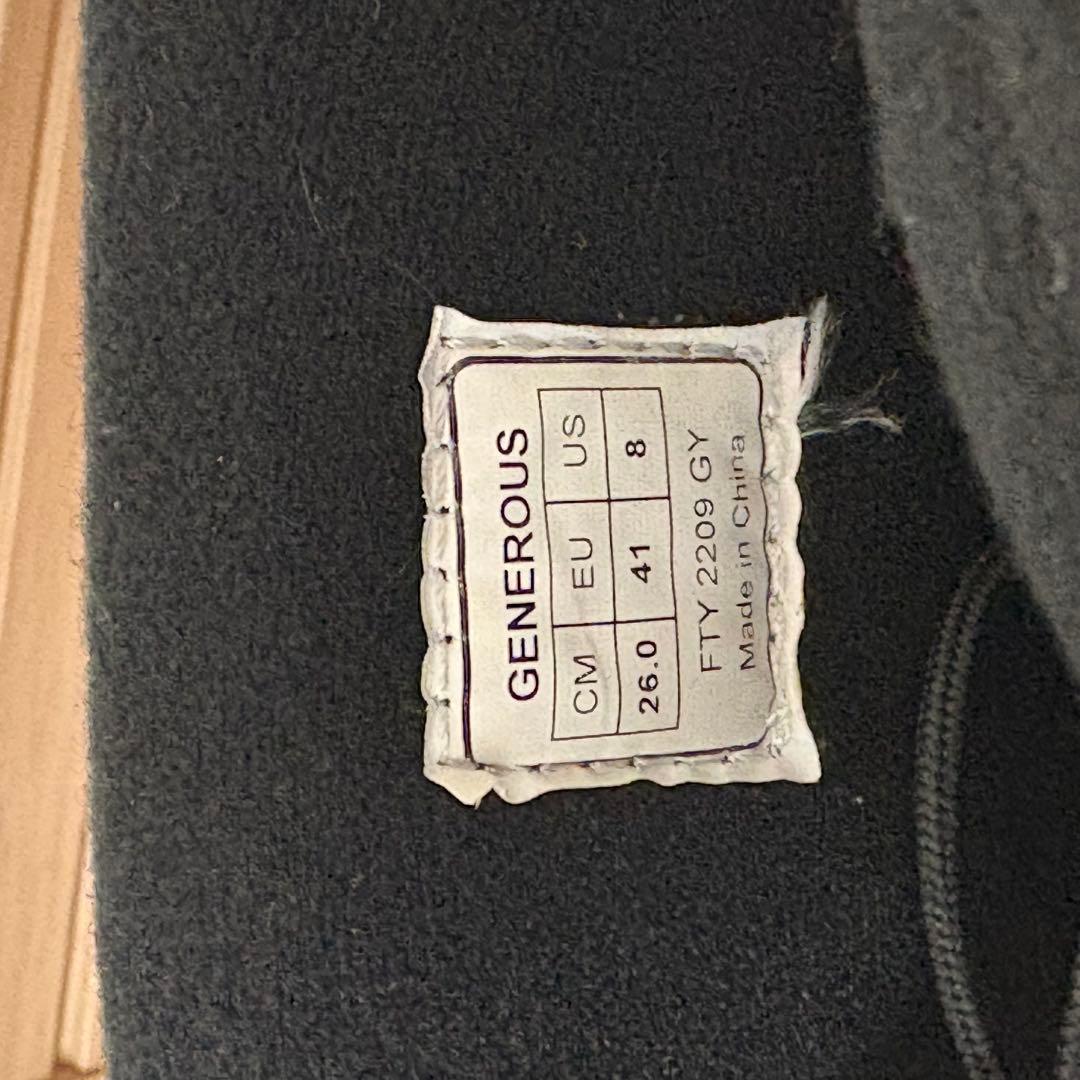 GENEROUS
CM EU US
26.0 41 8
FTY 2209 GY
Made in China